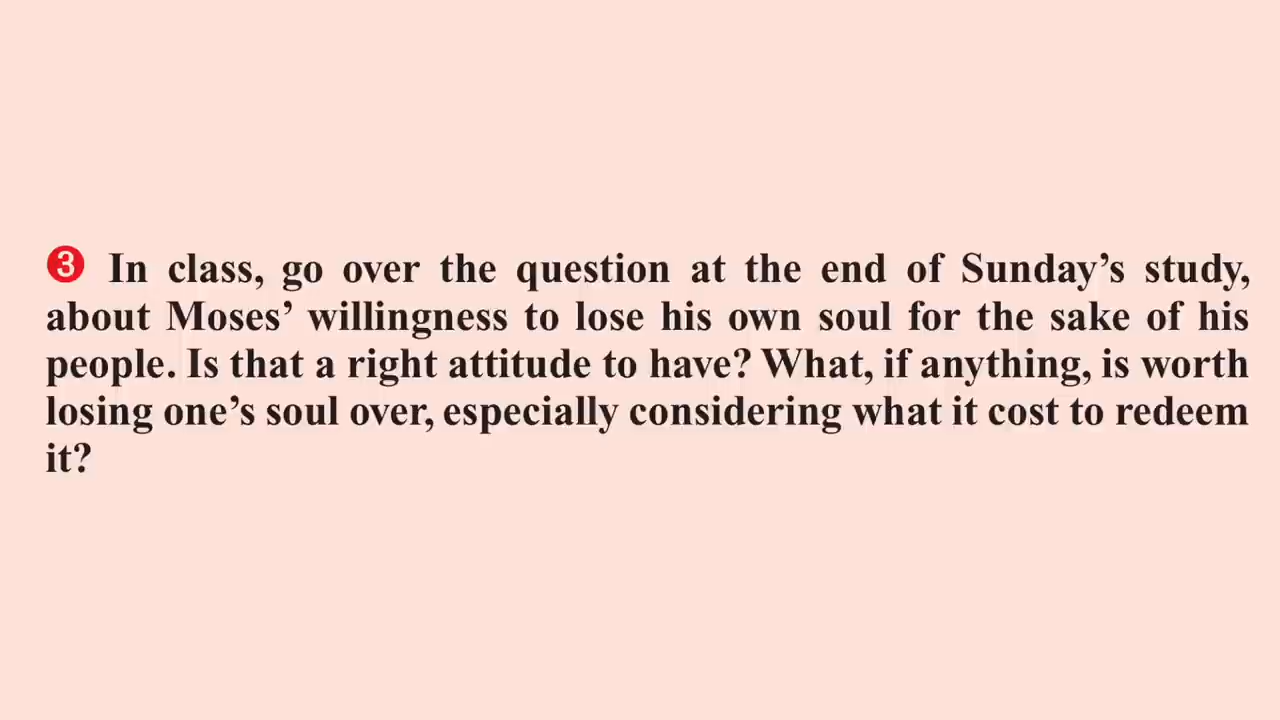 ❸ In class, go over the question at the end of Sunday’s study,
about Moses’ willingness to lose his own soul for the sake of his
people. Is that a right attitude to have? What, if anything, is worth
losing one’s soul over, especially considering what it cost to redeem
it?